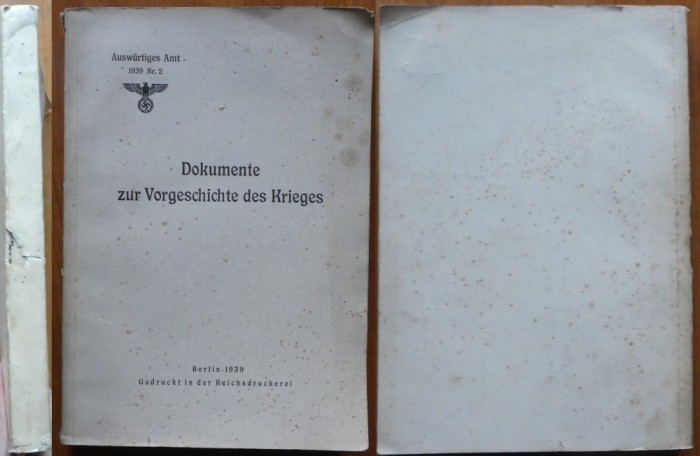 Auswärtiges Amt
1939 Nr. 2
Dokumente
zur Vorgeschichte des Krieges
Berlin 1939
Gedruckt in der Reichsdruckerei